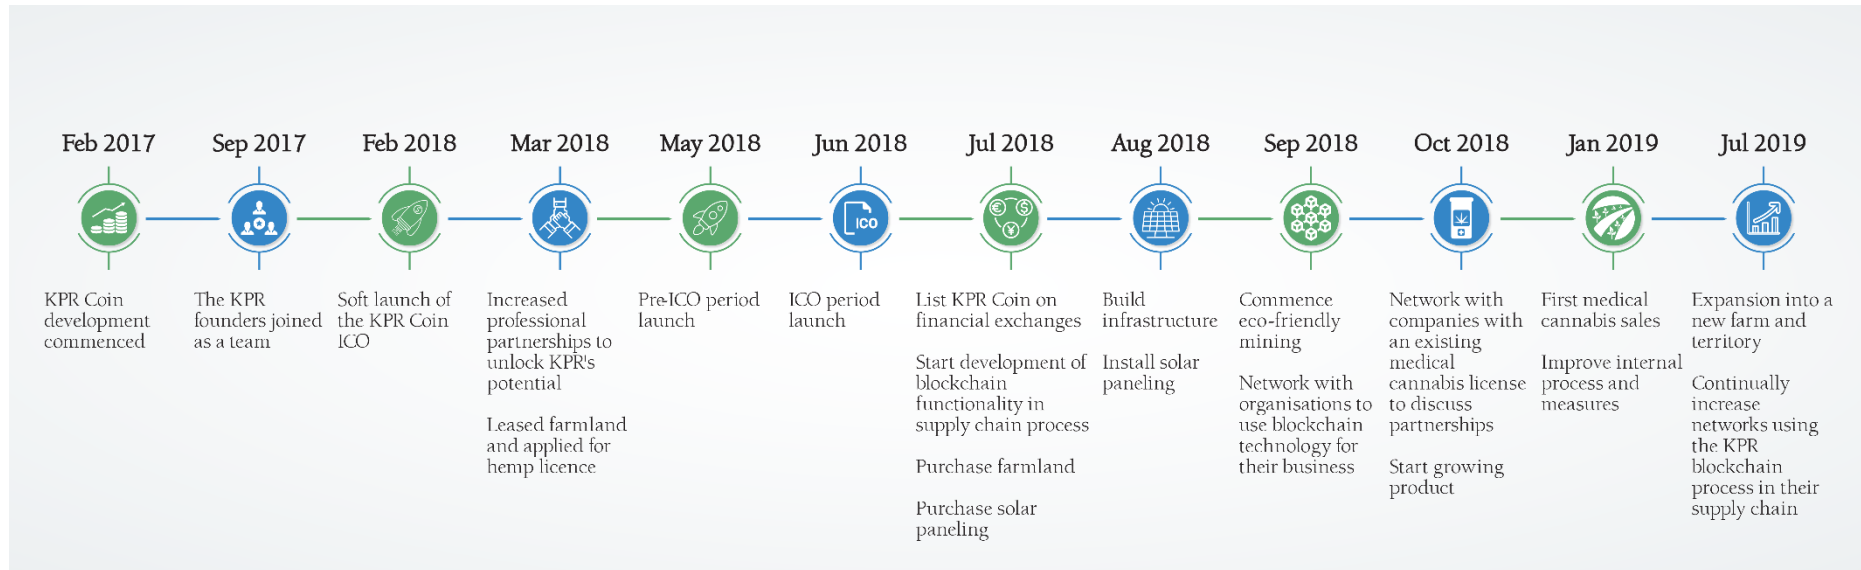 Feb 2017
KPR Coin
development
commenced
Sep 2017
The KPR
founders joined
as a team
Feb 2018
Soft launch of
the KPR Coin
ICO
Mar 2018
Increased
professional
partnerships to
unlock KPR's
potential
Leased farmland
and applied for
hemp licence
May 2018
Pre-ICO period
launch
Jun 2018
ICO
ICO period
launch
Jul 2018
€ $ ¥
List KPR Coin on
financial exchanges
Start development of
blockchain
functionality in
supply chain process
Purchase farmland
Purchase solar
paneling
Aug 2018
Build
infrastructure
Install solar
paneling
Sep 2018
Commence
eco-friendly
mining
Network with
organisations to
use blockchain
technology for
their business
Oct 2018
Network with
companies with
an existing
medical
cannabis license
to discuss
partnerships
Start growing
product
Jan 2019
First medical
cannabis sales
Improve internal
process and
measures
Jul 2019
Expansion into a
new farm and
territory
Continually
increase
networks using
the KPR
blockchain
process in their
supply chain